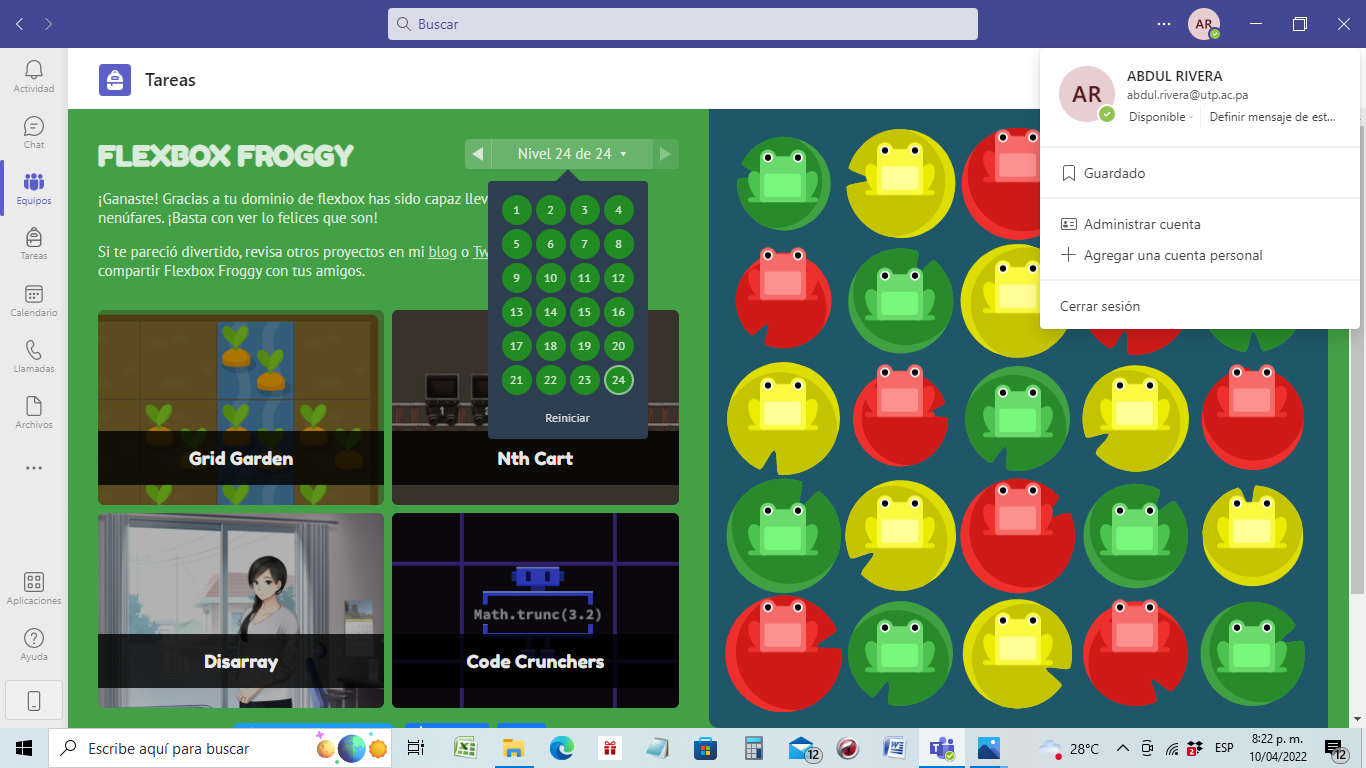 Buscar
AR
Actividad
Chat
Equipos
Tareas
Calendario
Llamadas
Archivos
Aplicaciones
Ayuda
Tareas
AR
ABDUL RIVERA
abdul.rivera@utp.ac.pa
Disponible
Definir mensaje de est...
Guardado
Administrar cuenta
Agregar una cuenta personal
Cerrar sesión
FLEXBOX FROGGY
Nivel 24 de 24
¡Ganaste! Gracias a tu dominio de flexbox has sido capaz llev
nenúfares. ¡Basta con ver lo felices que son!
Si te pareció divertido, revisa otros proyectos en mi blog o Tw
compartir Flexbox Froggy con tus amigos.
1 2 3 4
5 6 7 8
9 10 11 12
13 14 15 16
17 18 19 20
21 22 23 24
Reiniciar
Grid Garden
Nth Cart
Disarray
Math.trunc(3.2)
Code Crunchers
Escribe aquí para buscar
12
28°C
2
ESP
8:22 p. m.
10/04/2022
12